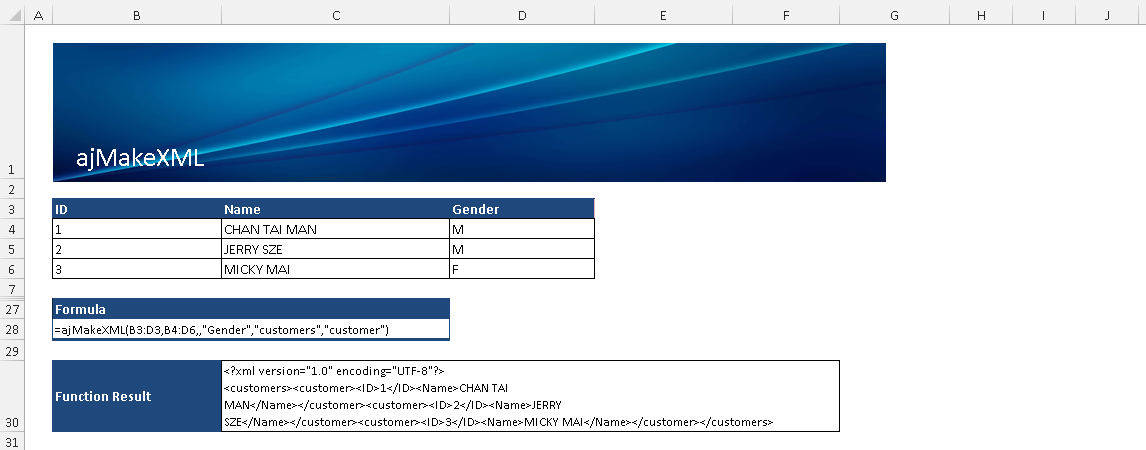 A B C D E F G H I J
1 ajMakeXML
2
3 ID Name Gender
4 1 CHAN TAI MAN M
5 2 JERRY SZE M
6 3 MICKY MAI F
7
27 Formula
28 =ajMakeXML(B3:D3,B4:D6,,"Gender","customers","customer")
29
<?xml version="1.0" encoding="UTF-8"?>
<customers><customer><ID>1</ID><Name>CHAN TAI
Function Result
MAN</Name></customer><customer><ID>2</ID><Name>JERRY
30 SZE</Name></customer><customer><ID>3</ID><Name>MICKY MAI</Name></customer></customers>
31